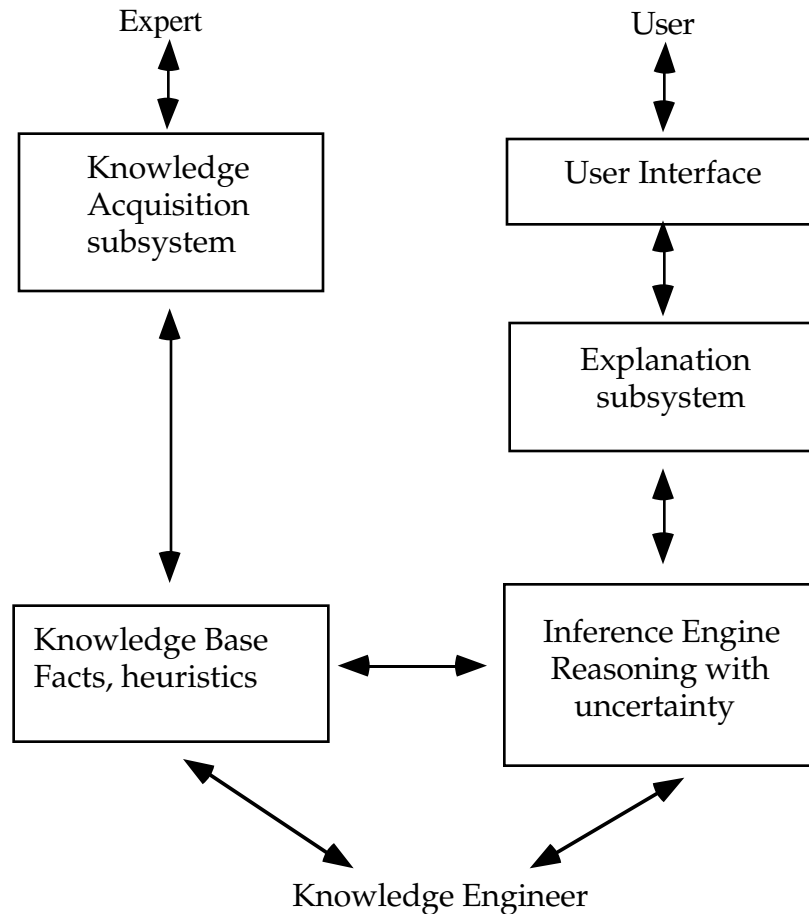 Expert
User
Knowledge
Acquisition
subsystem
User Interface
Explanation
subsystem
Knowledge Base
Facts, heuristics
Inference Engine
Reasoning with
uncertainty
Knowledge Engineer